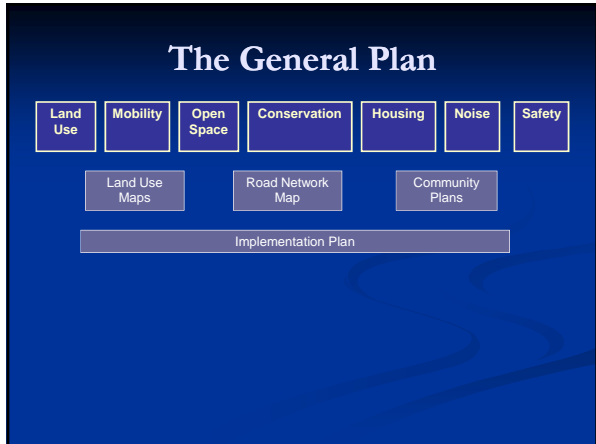 The General Plan
Land
Use
Mobility
Open
Space
Conservation
Housing
Noise
Safety
Land Use
Maps
Road Network
Map
Community
Plans
Implementation Plan